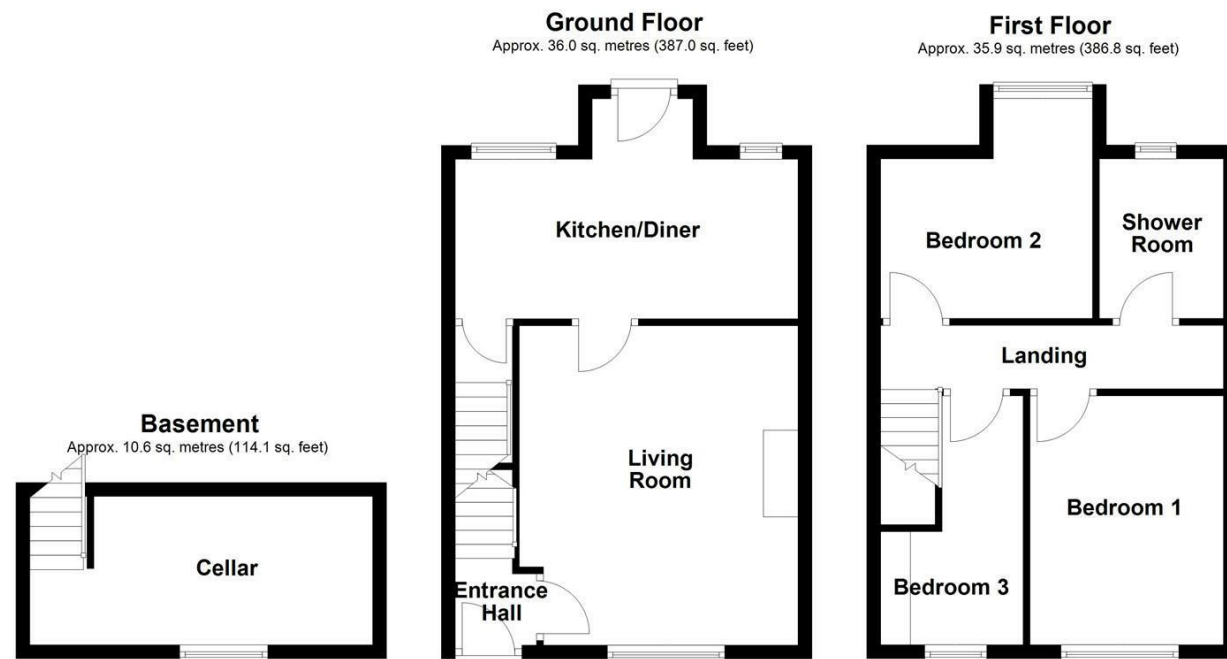 Ground Floor
Approx. 36.0 sq. metres (387.0 sq. feet)
Kitchen/Diner
Living
Room
Entrance
Hall
First Floor
Approx. 35.9 sq. metres (386.8 sq. feet)
Bedroom 2
Shower
Room
Landing
Bedroom 1
Bedroom 3
Basement
Approx. 10.6 sq. metres (114.1 sq. feet)
Cellar